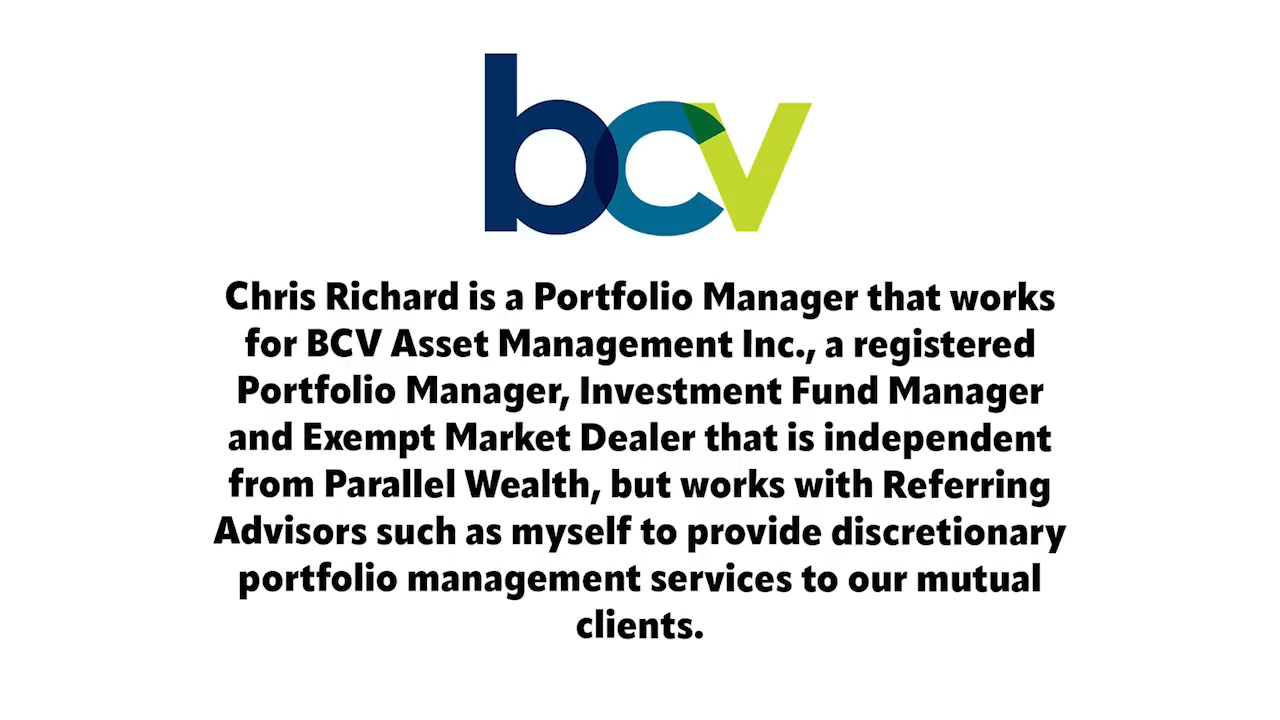 bcv
Chris Richard is a Portfolio Manager that works
for BCV Asset Management Inc., a registered
Portfolio Manager, Investment Fund Manager
and Exempt Market Dealer that is independent
from Parallel Wealth, but works with Referring
Advisors such as myself to provide discretionary
portfolio management services to our mutual
clients.